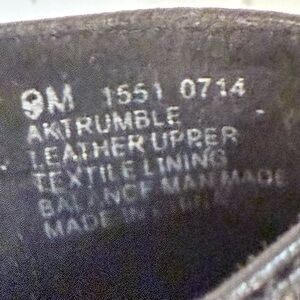 9M 1551 0714
AKTRUMBLE
LEATHER UPPER
TEXTILE LINING
BALANCE MAN MADE
MADE IN